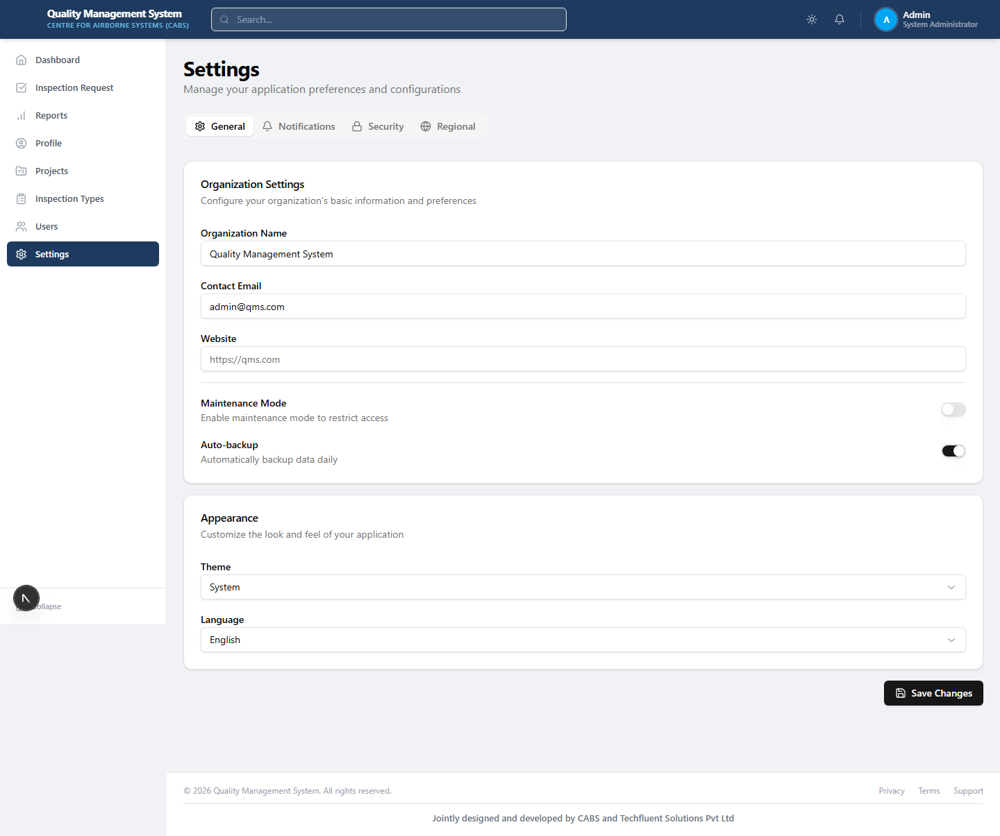 Quality Management System
CENTRE FOR AIRBORNE SYSTEMS (CABS)
Search...
A
Admin
System Administrator
Dashboard
Inspection Request
Reports
Profile
Projects
Inspection Types
Users
Settings
Collapse
Settings
Manage your application preferences and configurations
General
Notifications
Security
Regional
Organization Settings
Configure your organization's basic information and preferences
Organization Name
Quality Management System
Contact Email
admin@qms.com
Website
https://qms.com
Maintenance Mode
Enable maintenance mode to restrict access
Auto-backup
Automatically backup data daily
Appearance
Customize the look and feel of your application
Theme
System
Language
English
Save Changes
© 2026 Quality Management System. All rights reserved.
Privacy
Terms
Support
Jointly designed and developed by CABS and Techfluent Solutions Pvt Ltd